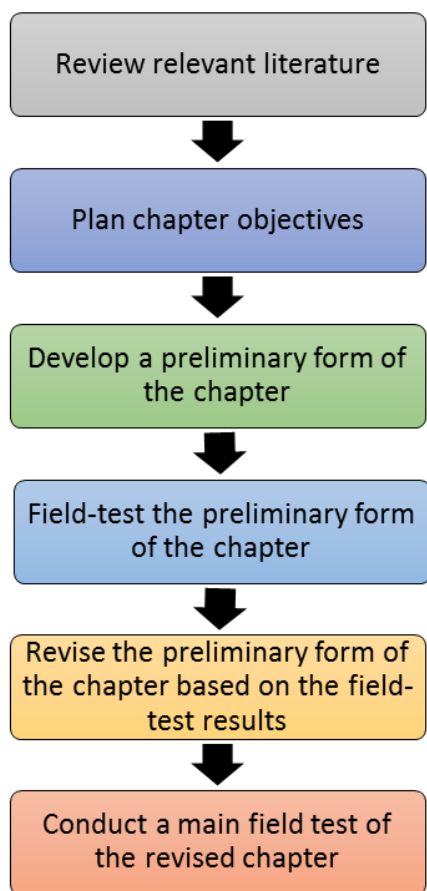 Review relevant literature
Plan chapter objectives
Develop a preliminary form of
the chapter
Field-test the preliminary form
of the chapter
Revise the preliminary form of
the chapter based on the field-
test results
Conduct a main field test of
the revised chapter